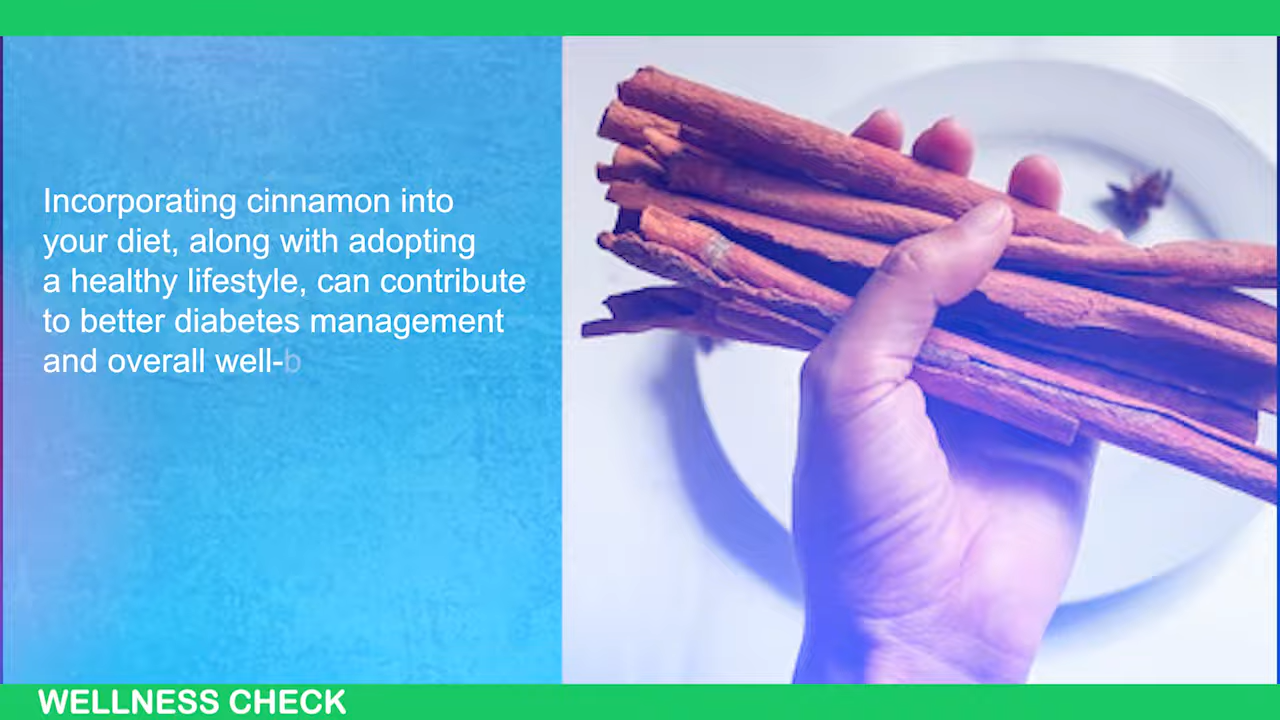 Incorporating cinnamon into
your diet, along with adopting
a healthy lifestyle, can contribute
to better diabetes management
and overall well-b
WELLNESS CHECK